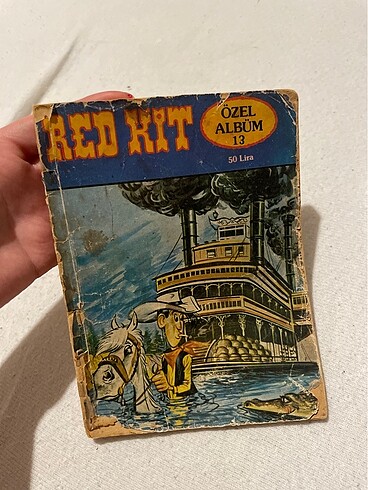 RED KIT
ÖZEL
ALBÜM
13
50 Lira